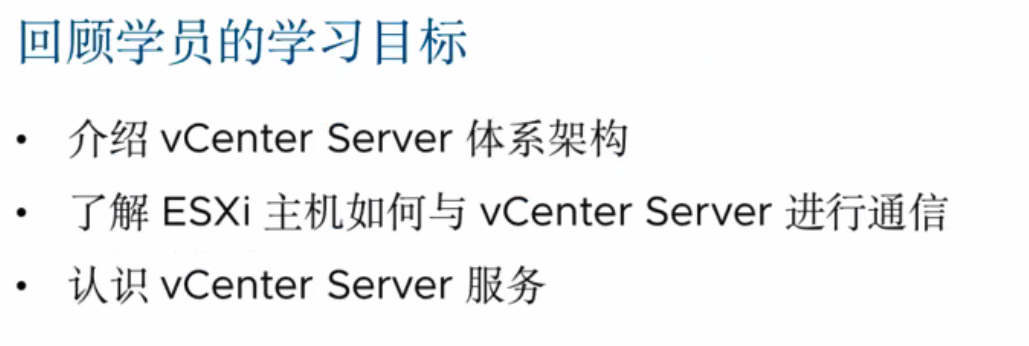 回顾学员的学习目标
• 介绍 vCenter Server 体系架构
• 了解 ESXi 主机如何与 vCenter Server 进行通信
• 认识 vCenter Server 服务